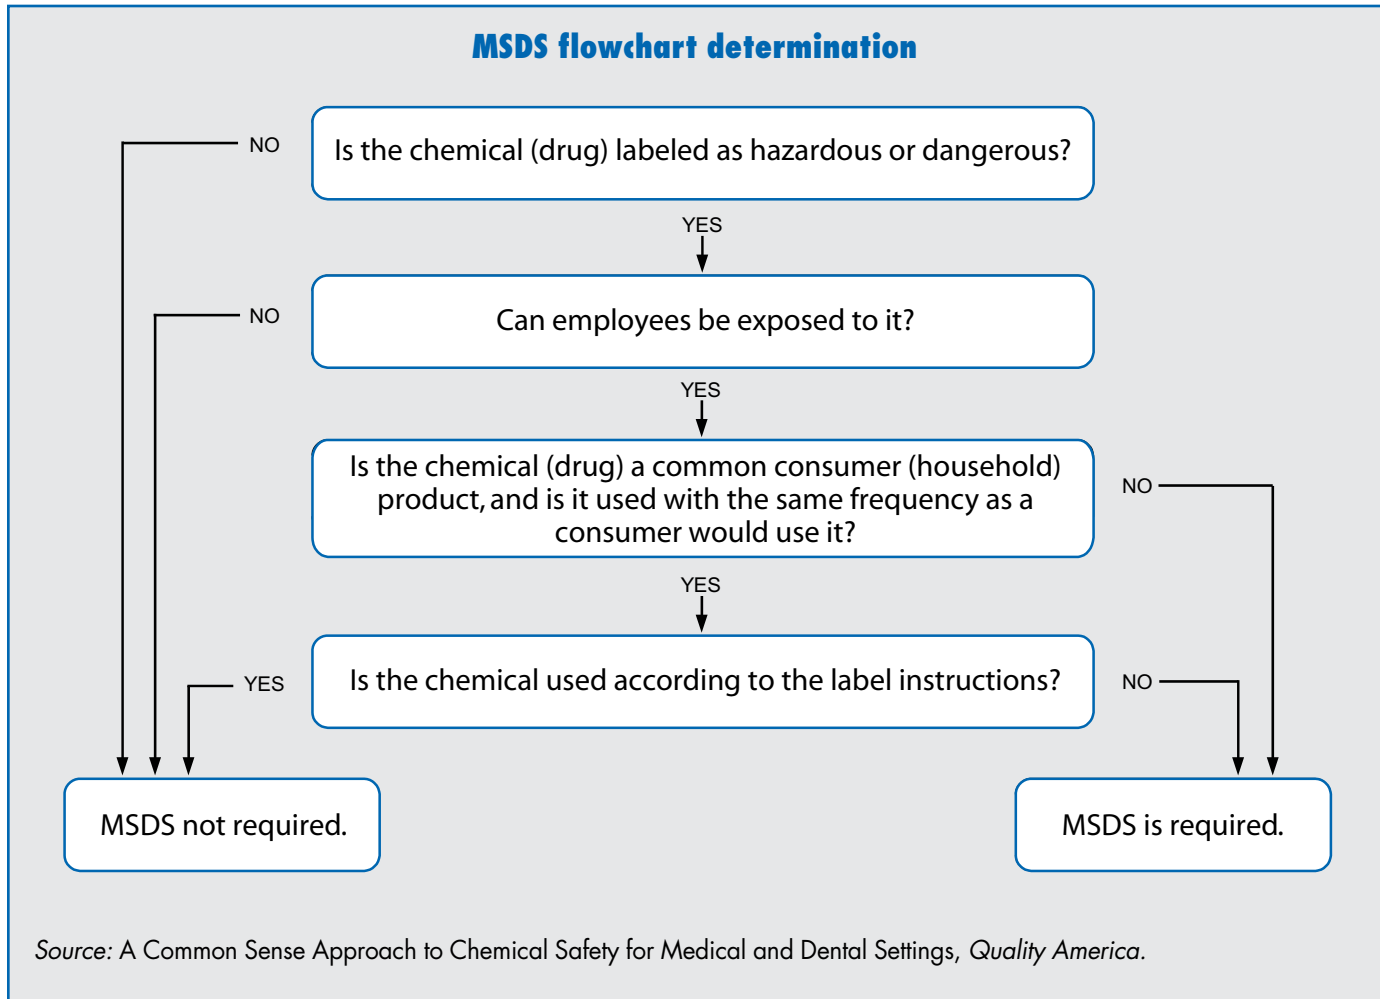 MSDS flowchart determination
NO
Is the chemical (drug) labeled as hazardous or dangerous?
YES
NO
Can employees be exposed to it?
YES
Is the chemical (drug) a common consumer (household)
product, and is it used with the same frequency as a
consumer would use it?
NO
YES
YES
Is the chemical used according to the label instructions?
NO
MSDS not required.
MSDS is required.
Source: A Common Sense Approach to Chemical Safety for Medical and Dental Settings, Quality America.